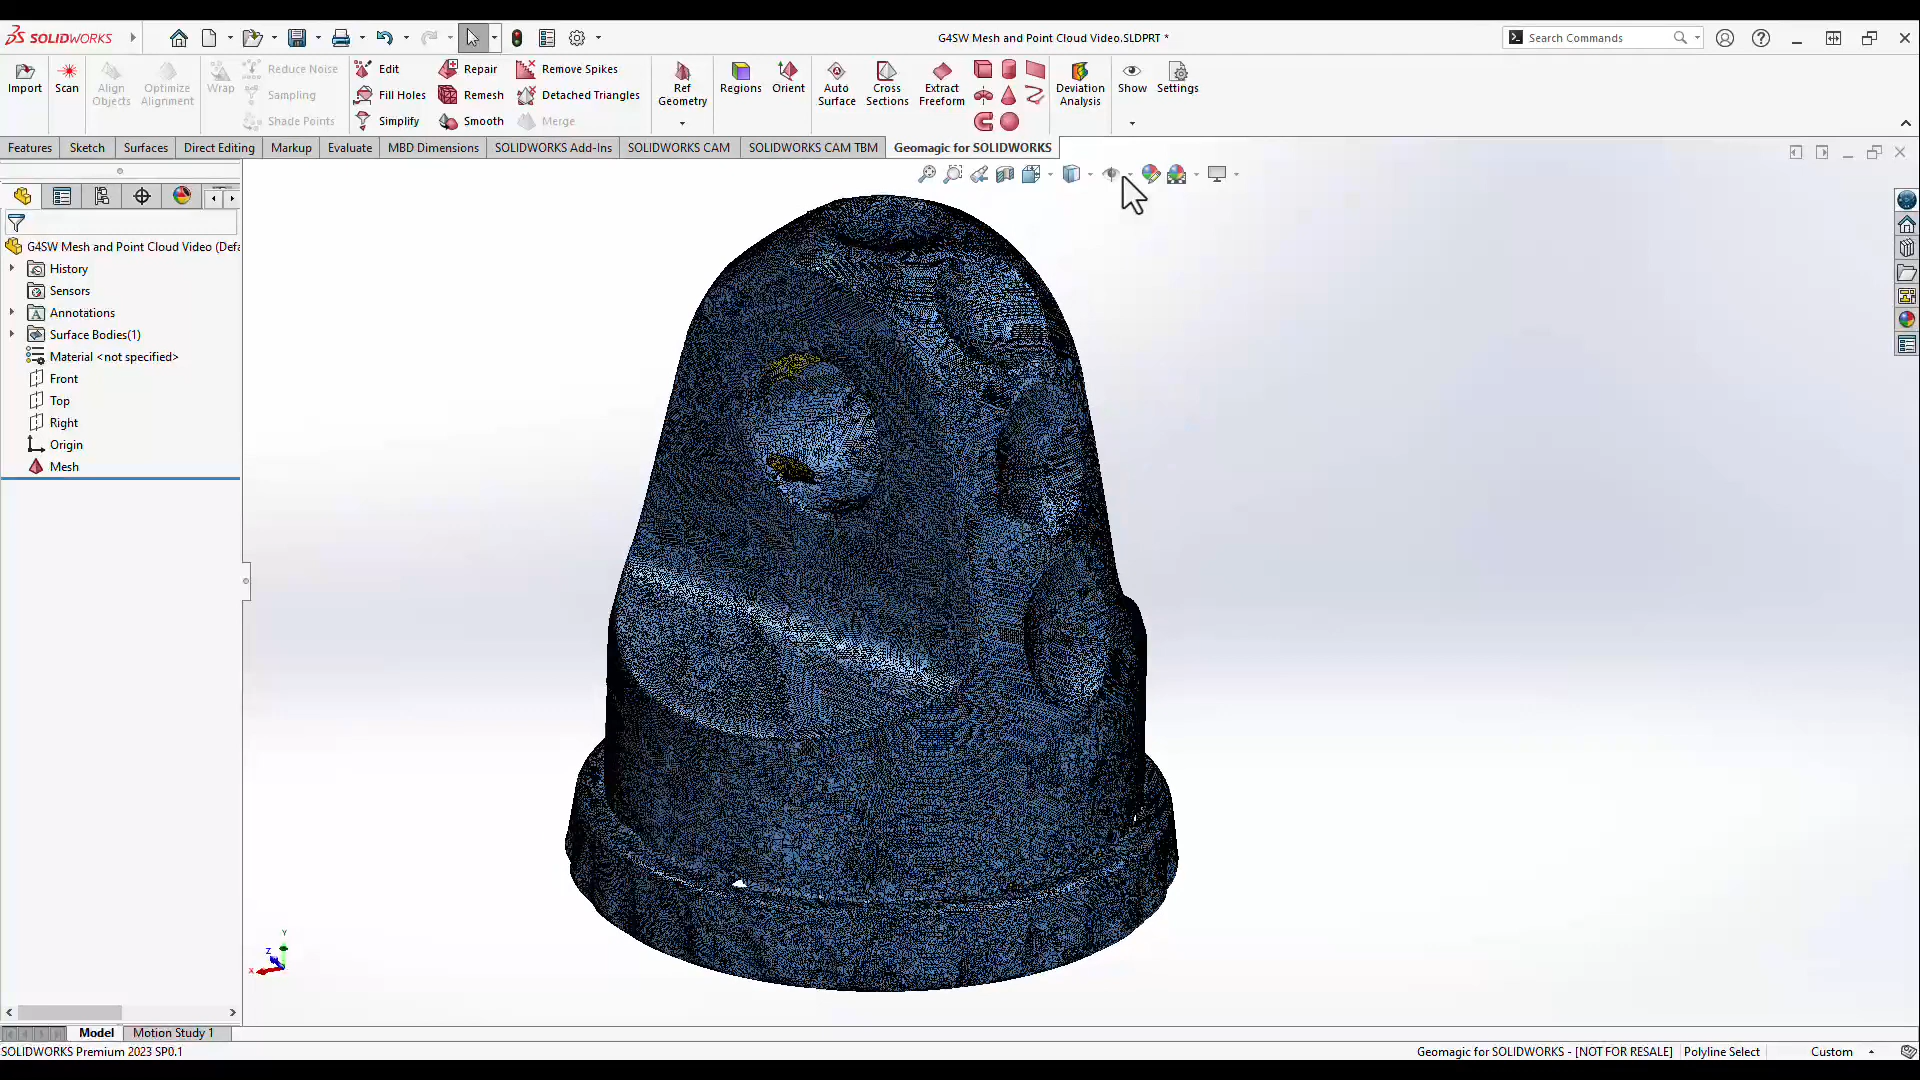 SOLIDWORKS
G4SW Mesh and Point Cloud Video.SLDPRT *
Search Commands
Import
Scan
Align Objects
Optimize Alignment
Wrap
Reduce Noise
Sampling
Shade Points
Edit
Fill Holes
Simplify
Repair
Remesh
Smooth
Remove Spikes
Detached Triangles
Merge
Ref Geometry
Regions
Orient
Auto Surface
Cross Sections
Extract Freeform
Deviation Analysis
Show
Settings
Features
Sketch
Surfaces
Direct Editing
Markup
Evaluate
MBD Dimensions
SOLIDWORKS Add-Ins
SOLIDWORKS CAM
SOLIDWORKS CAM TBM
Geomagic for SOLIDWORKS
G4SW Mesh and Point Cloud Video (Defa
History
Sensors
Annotations
Surface Bodies(1)
Material <not specified>
Front
Top
Right
Origin
Mesh
Y
Z
X
Model
Motion Study 1
SOLIDWORKS Premium 2023 SP0.1
Geomagic for SOLIDWORKS - [NOT FOR RESALE]
Polyline Select
Custom